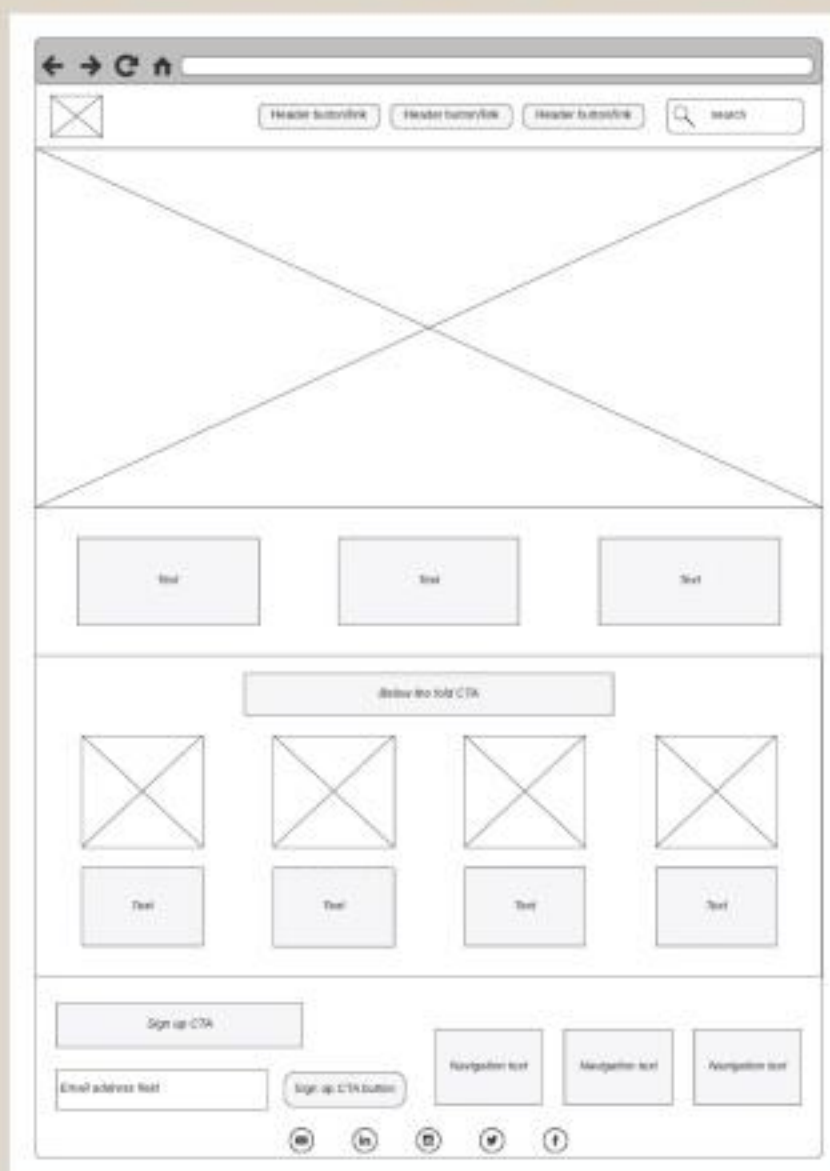 Header button/link
Header button/link
Header button/link
search
Text
Text
Text
Below the fold CTA
Text
Text
Text
Text
Sign up CTA
Email address field
Sign up CTA button
Navigation text
Navigation text
Navigation text